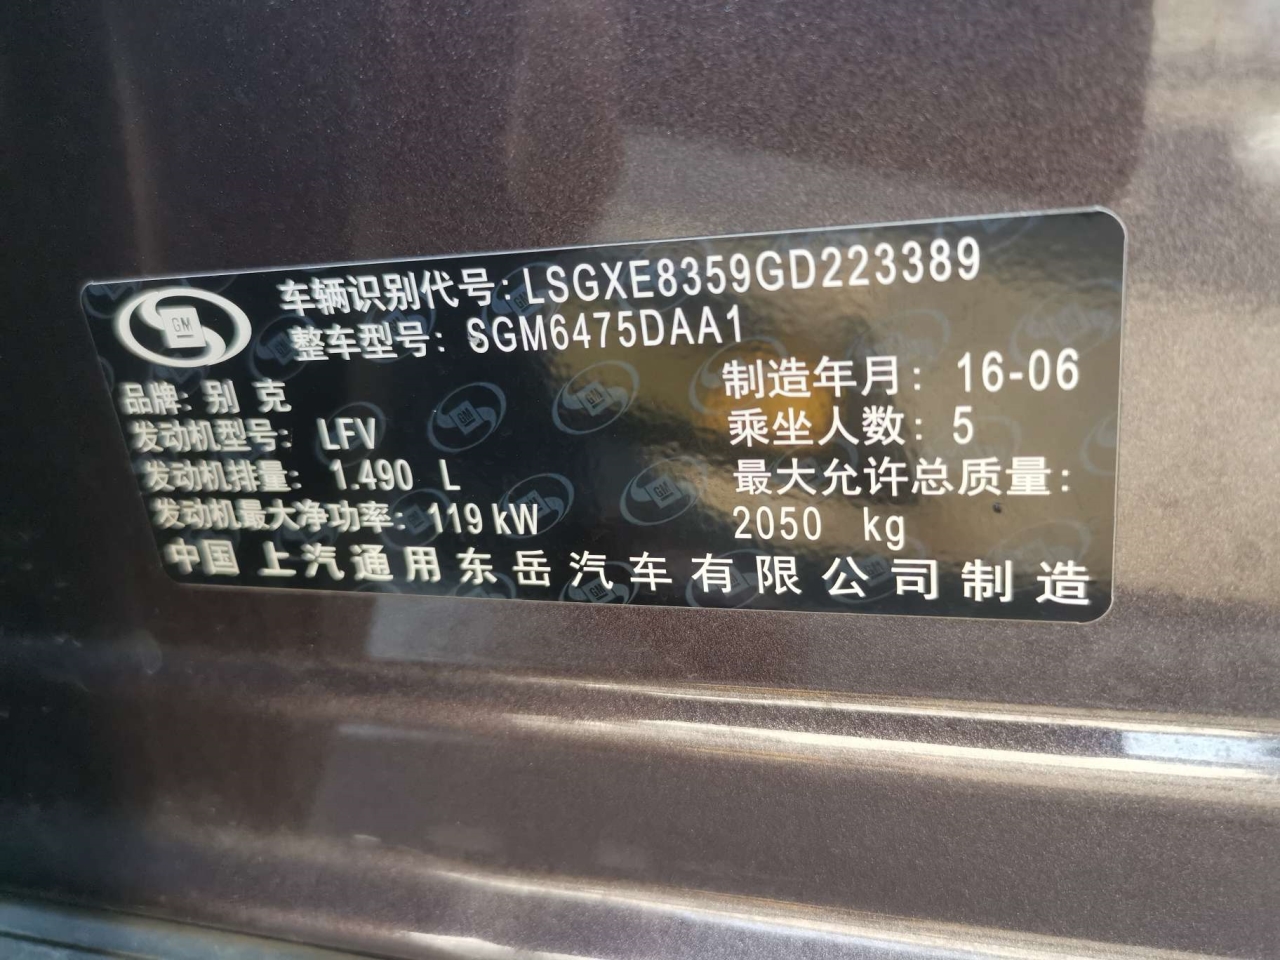 车辆识别代号：LSGXE8359GD223389
整车型号：SGM6475DAA1
品牌：别克
制造年月：16-06
发动机型号：LFV
乘坐人数：5
发动机排量：1.490 L
最大允许总质量：
发动机最大净功率：119kW
2050 kg
中国上汽通用东岳汽车有限公司制造
GM